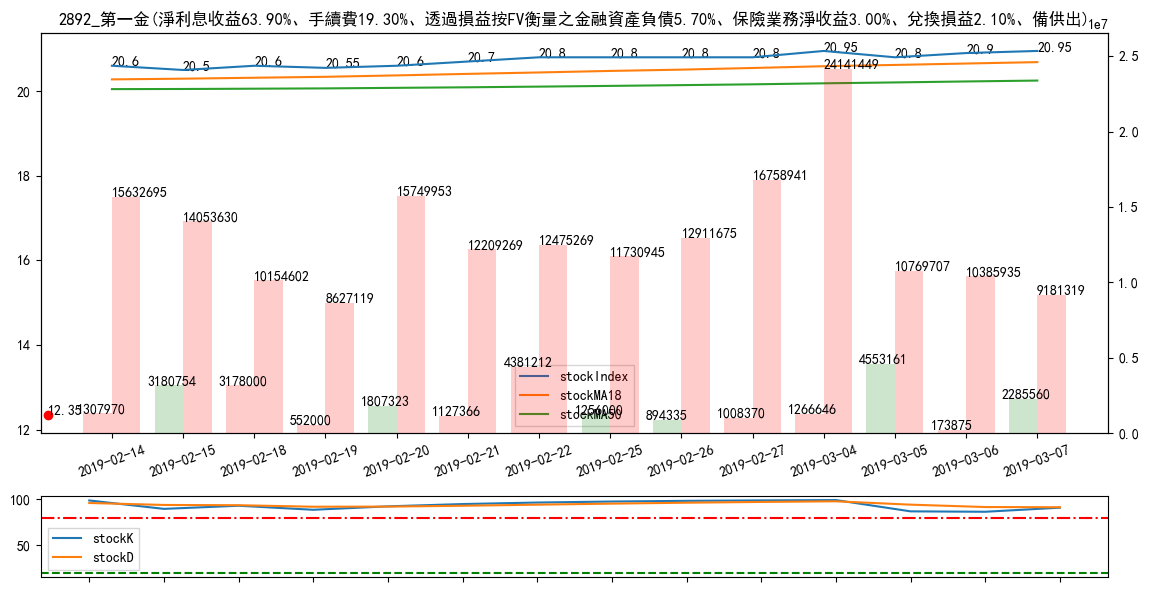 2892_第一金(淨利息收益63.90%、手續費19.30%、透過損益按FV衡量之金融資產負債5.70%、保險業務淨收益3.00%、兌換損益2.10%、備供出)
1e7
20.6 20.5 20.6 20.55 20.6 20.7 20.8 20.8 20.8 20.8 20.95 20.8 20.9 20.95
24141449
15632695 14053630 10154602 8627119 15749953 12209269 12475269 11730945 12911675 16758941 10769707 10385935 9181319
12.35
1307970 3180754 3178000 552000 1807323 1127366 4381212 1256000 894335 1008370 1266646 4553161 173875 2285560
20
18
16
14
12
2.5
2.0
1.5
1.0
0.5
0.0
stockIndex
stockMA18
stockMA50
2019-02-14 2019-02-15 2019-02-18 2019-02-19 2019-02-20 2019-02-21 2019-02-22 2019-02-25 2019-02-26 2019-02-27 2019-03-04 2019-03-05 2019-03-06 2019-03-07
100
50
stockK
stockD